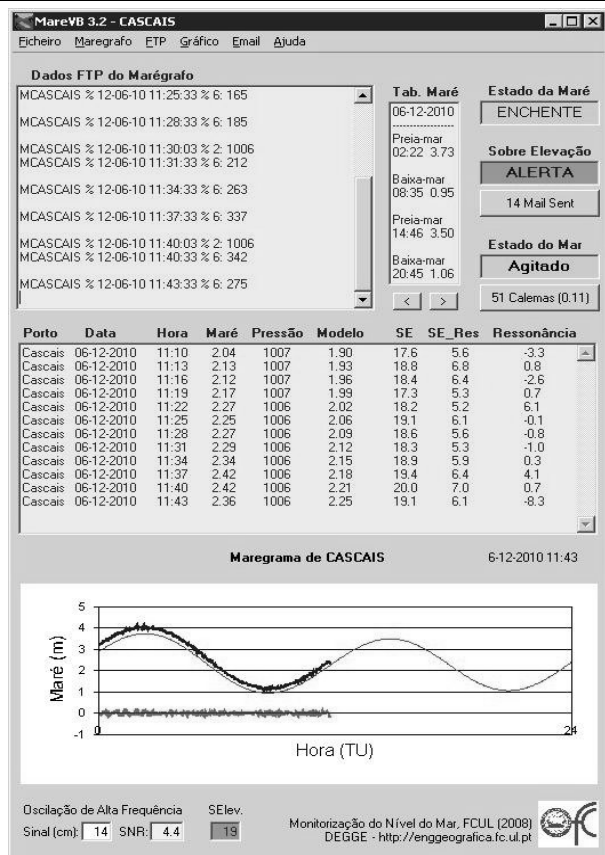 MareVB 3.2 - CASCAIS
Ficheiro Maregrafo ETP Gráfico Email Ajuda
Dados FTP do Marégrafo
MCASCAIS % 12-06-10 11:25:33 % 6: 165
MCASCAIS % 12-06-10 11:28:33 % 6: 185
MCASCAIS % 12-06-10 11:30:03 % 2: 1006
MCASCAIS % 12-06-10 11:31:33 % 6: 212
MCASCAIS % 12-06-10 11:34:33 % 6: 263
MCASCAIS % 12-06-10 11:37:33 % 6: 337
MCASCAIS % 12-06-10 11:40:03 % 2: 1006
MCASCAIS % 12-06-10 11:40:33 % 6: 342
MCASCAIS % 12-06-10 11:43:33 % 6: 275
Tab. Maré
06-12-2010
--------------
Preia-mar
02:22 3.73
Baixa-mar
08:35 0.95
Preia-mar
14:46 3.50
Baixa-mar
20:45 1.06
< >
Estado da Maré
ENCHENTE
Sobre Elevação
ALERTA
14 Mail Sent
Estado do Mar
Agitado
51 Calemas (0.11)
Porto Data Hora Maré Pressão Modelo SE SE_Res Ressonância
Cascais 06-12-2010 11:10 2.04 1007 1.90 17.6 5.6 -3.3
Cascais 06-12-2010 11:13 2.13 1007 1.93 18.8 6.8 0.8
Cascais 06-12-2010 11:16 2.12 1007 1.96 18.4 6.4 -2.6
Cascais 06-12-2010 11:19 2.17 1007 1.99 17.3 5.3 0.7
Cascais 06-12-2010 11:22 2.27 1006 2.02 18.2 5.2 6.1
Cascais 06-12-2010 11:25 2.25 1006 2.06 19.1 6.1 -0.1
Cascais 06-12-2010 11:28 2.27 1006 2.09 18.6 5.6 -0.8
Cascais 06-12-2010 11:31 2.29 1006 2.12 18.3 5.3 -1.0
Cascais 06-12-2010 11:34 2.34 1006 2.15 18.9 5.9 0.3
Cascais 06-12-2010 11:37 2.42 1006 2.18 19.4 6.4 4.1
Cascais 06-12-2010 11:40 2.42 1006 2.21 20.0 7.0 0.7
Cascais 06-12-2010 11:43 2.36 1006 2.25 19.1 6.1 -8.3
Maregrama de CASCAIS 6-12-2010 11:43
Maré (m)
5
4
3
2
1
0
-1
0 24
Hora (TU)
Oscilação de Alta Frequência SElev.
Sinal (cm): 14 SNR: 4.4 19
Monitorização do Nível do Mar, FCUL (2008)
DEGGE - http://enggeografica.fc.ul.pt